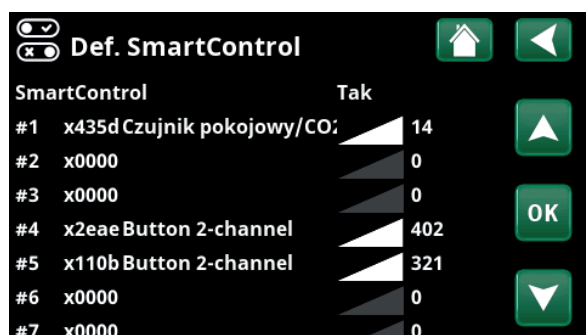 Def. SmartControl
SmartControl Tak
#1 x435d Czujnik pokojowy/CO2 14
#2 x0000 0
#3 x0000 0
OK
#4 x2eae Button 2-channel 402
#5 x110b Button 2-channel 321
#6 x0000 0
#7 x0000 0